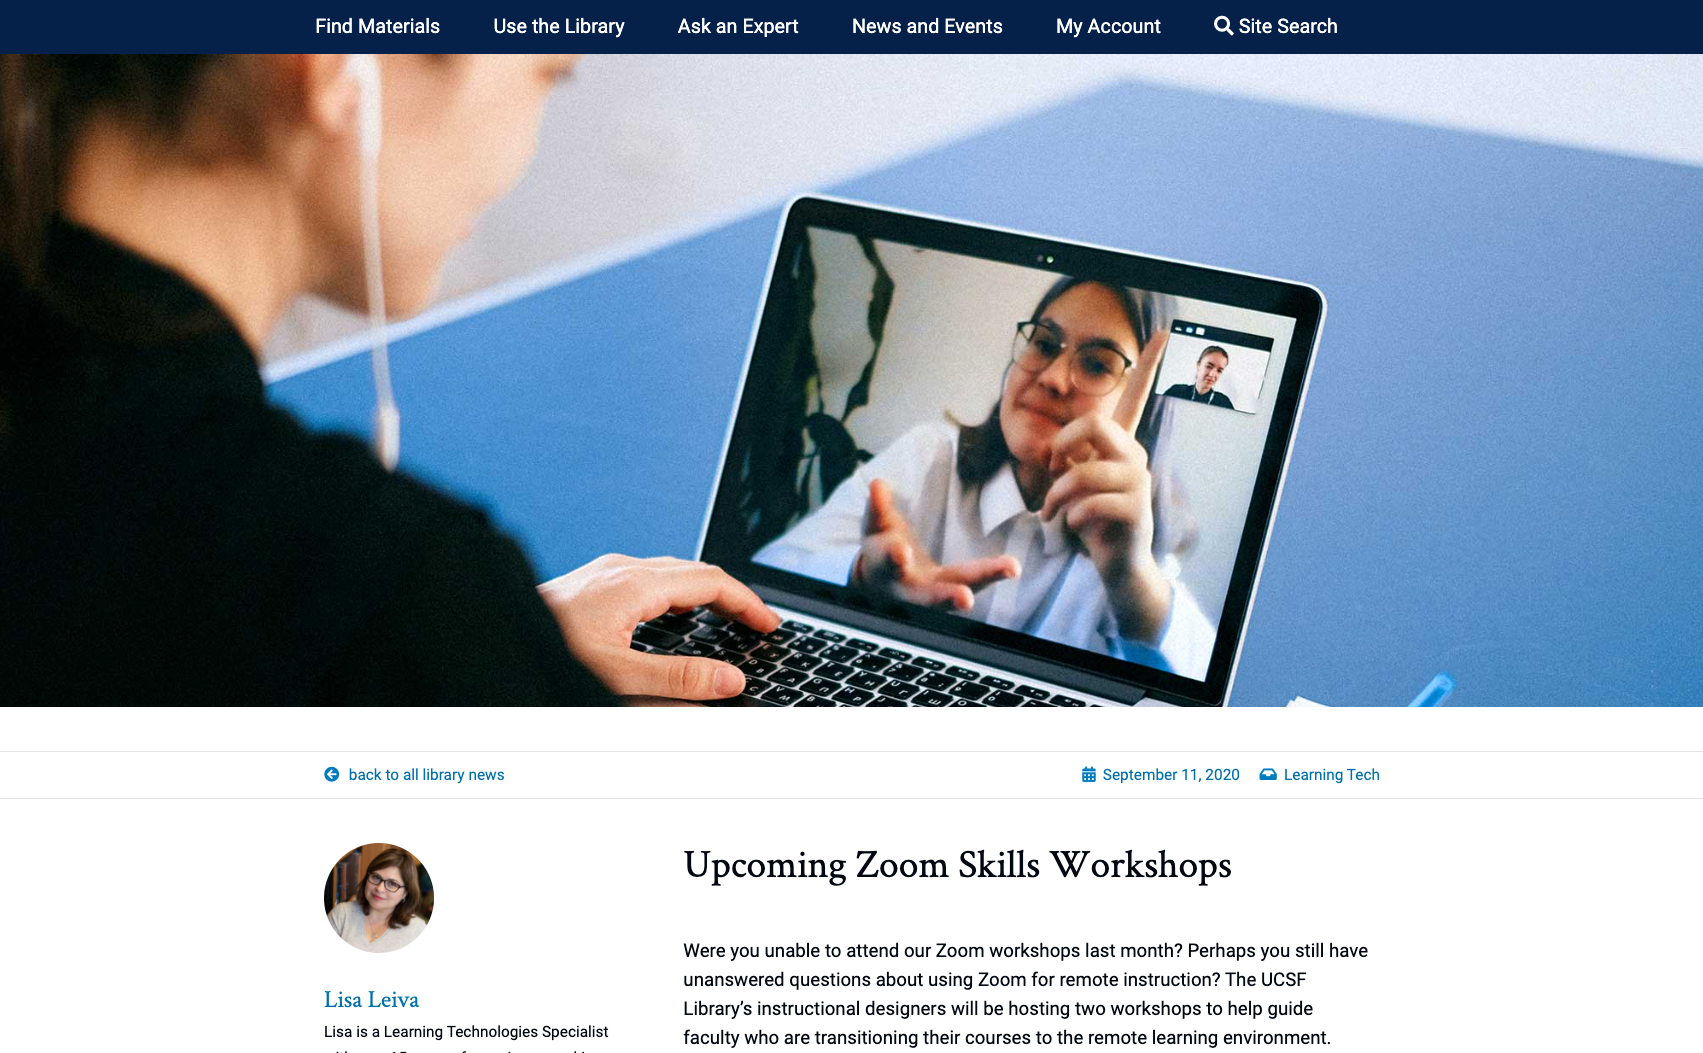 Find Materials Use the Library Ask an Expert News and Events My Account Site Search
back to all library news September 11, 2020 Learning Tech
Upcoming Zoom Skills Workshops
Were you unable to attend our Zoom workshops last month? Perhaps you still have
unanswered questions about using Zoom for remote instruction? The UCSF
Library’s instructional designers will be hosting two workshops to help guide
faculty who are transitioning their courses to the remote learning environment.
Lisa Leiva
Lisa is a Learning Technologies Specialist